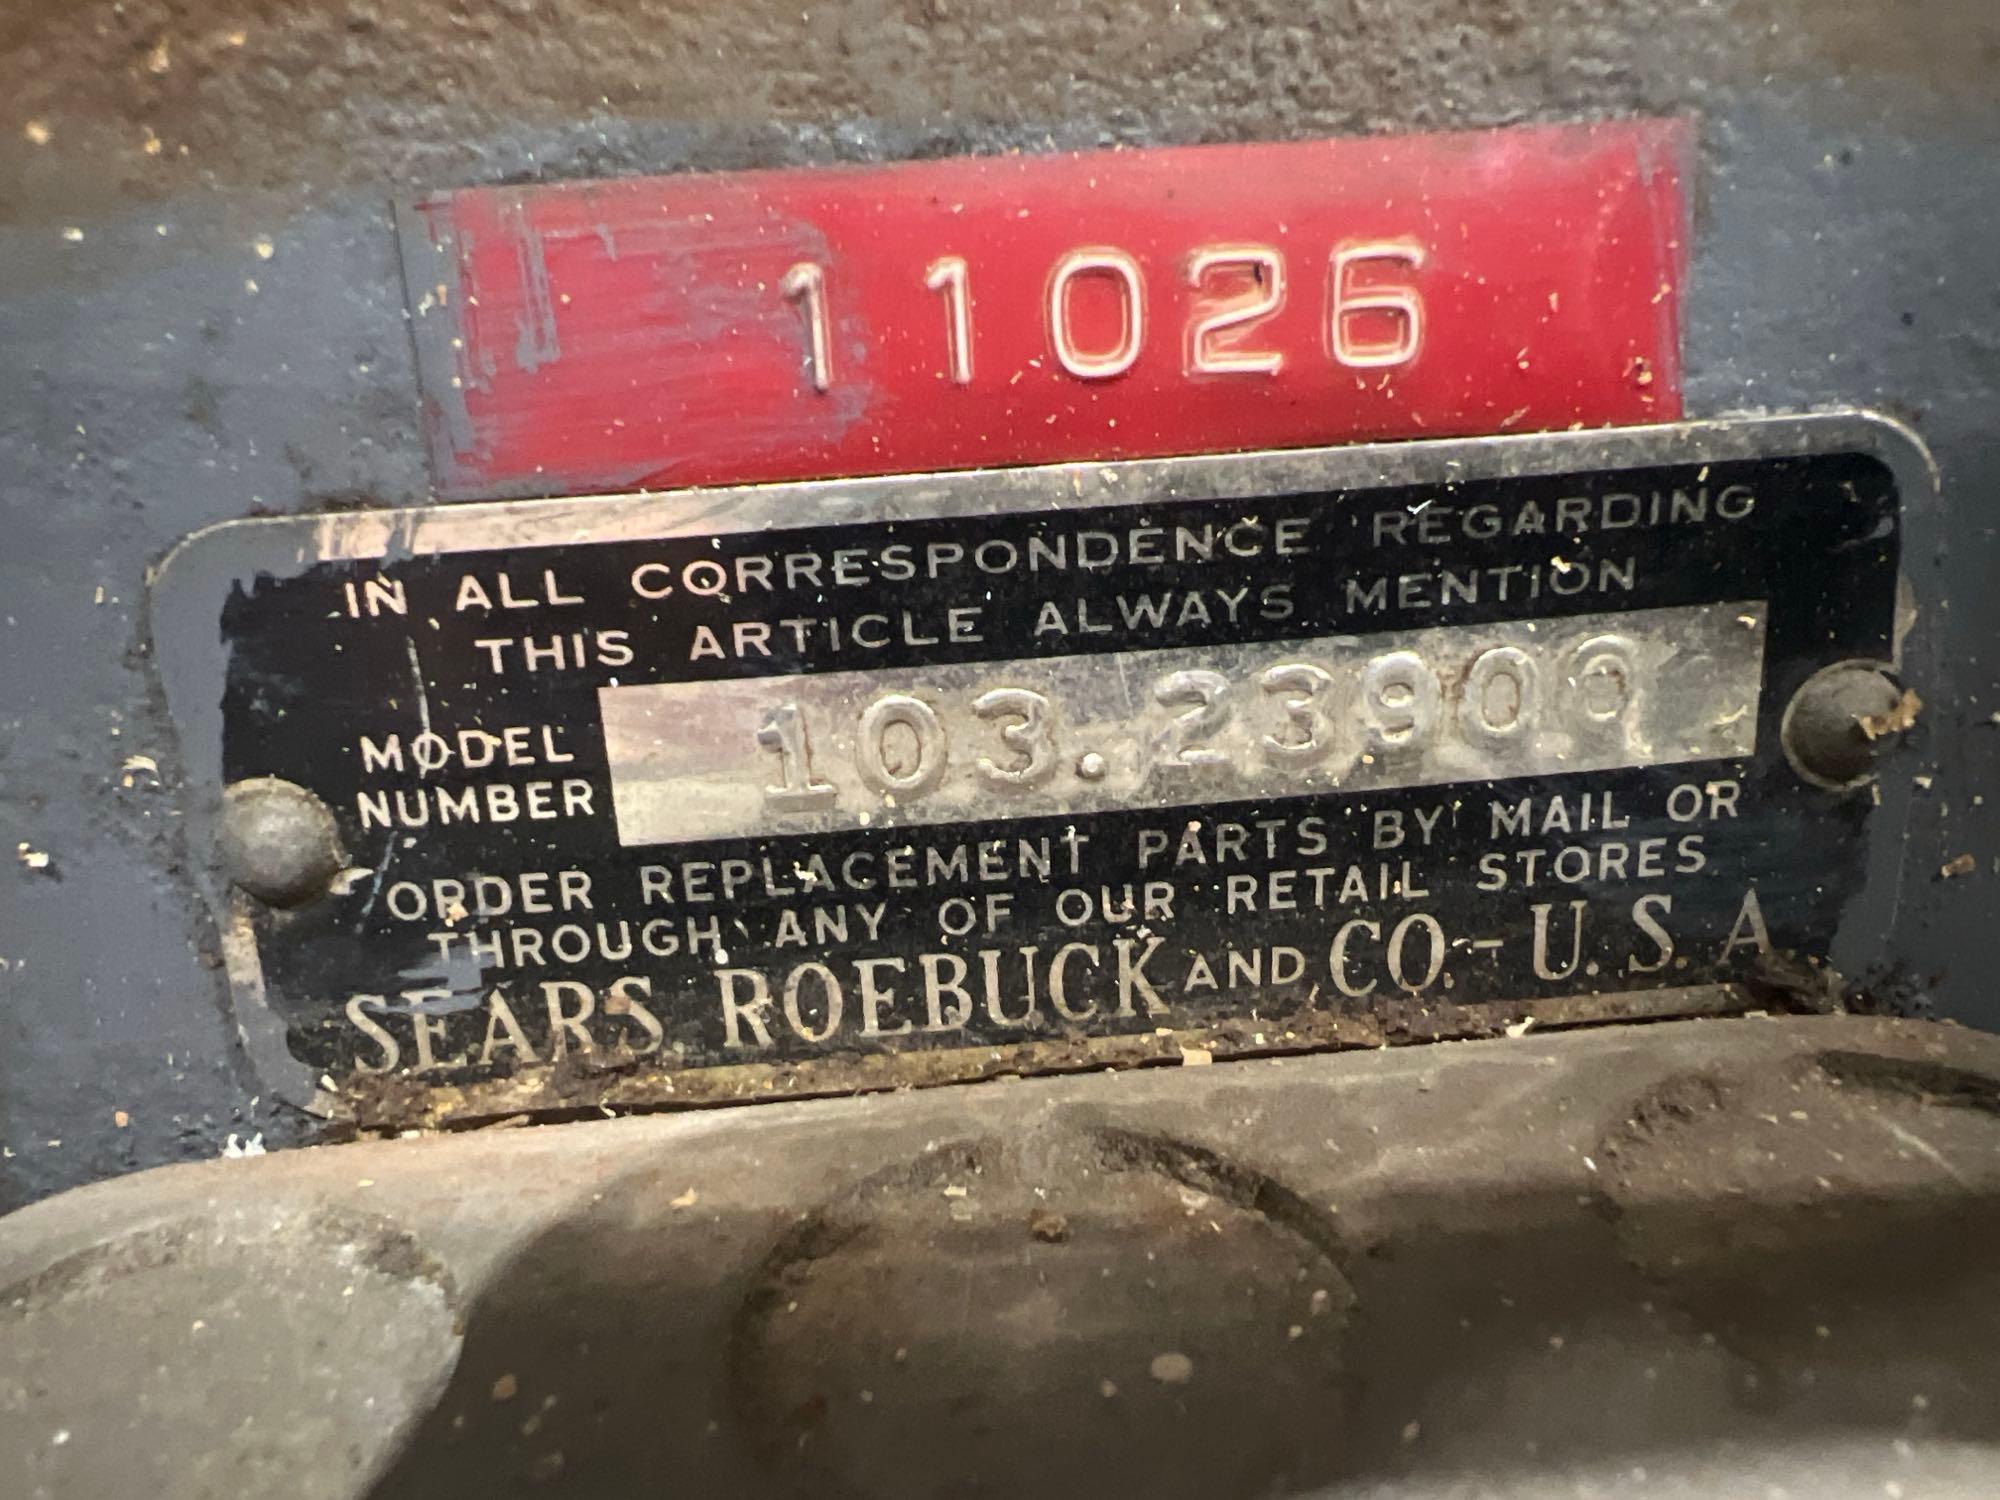 11026
IN ALL CORRESPONDENCE REGARDING
THIS ARTICLE ALWAYS MENTION
MODEL
NUMBER
103.23900
ORDER REPLACEMENT PARTS BY MAIL OR
THROUGH ANY OF OUR RETAIL STORES
SEARS, ROEBUCK AND CO.-U.S.A